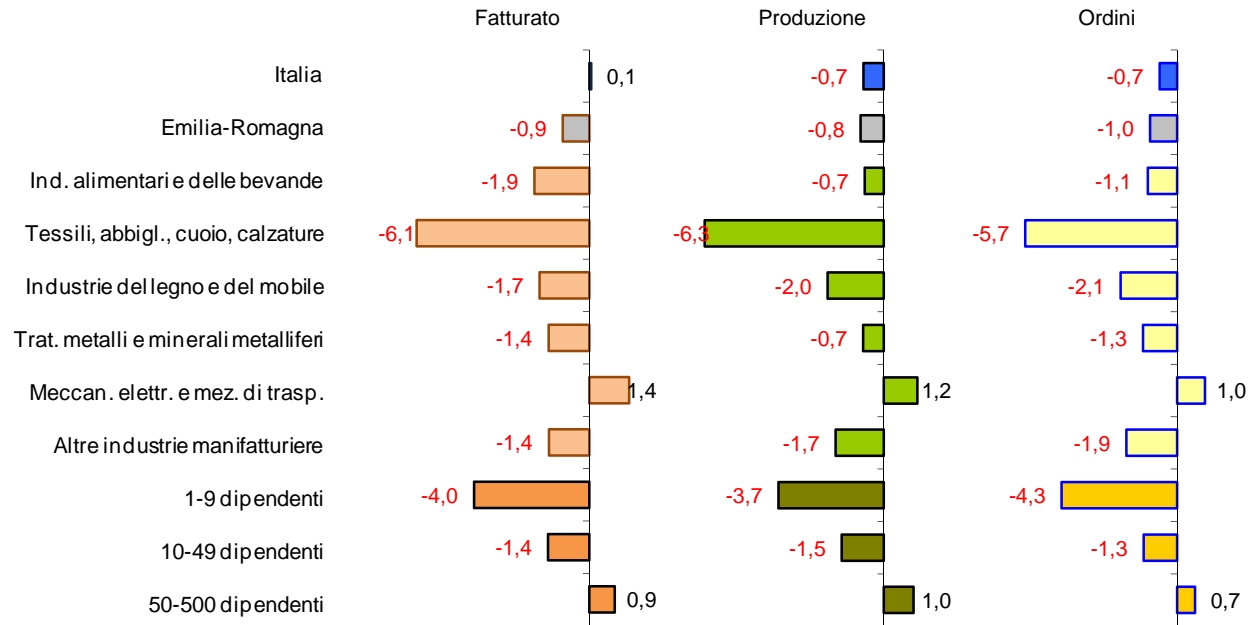 Fatturato Produzione Ordini
Italia 0,1 -0,7 -0,7
Emilia-Romagna -0,9 -0,8 -1,0
Ind. alimentari e delle bevande -1,9 -0,7 -1,1
Tessili, abbigl., cuoio, calzature -6,1 -6,3 -5,7
Industrie del legno e del mobile -1,7 -2,0 -2,1
Trat. metalli e minerali metalliferi -1,4 -0,7 -1,3
Meccan. elettr. e mez. di trasp. 1,4 1,2 1,0
Altre industrie manifatturiere -1,4 -1,7 -1,9
1-9 dipendenti -4,0 -3,7 -4,3
10-49 dipendenti -1,4 -1,5 -1,3
50-500 dipendenti 0,9 1,0 0,7